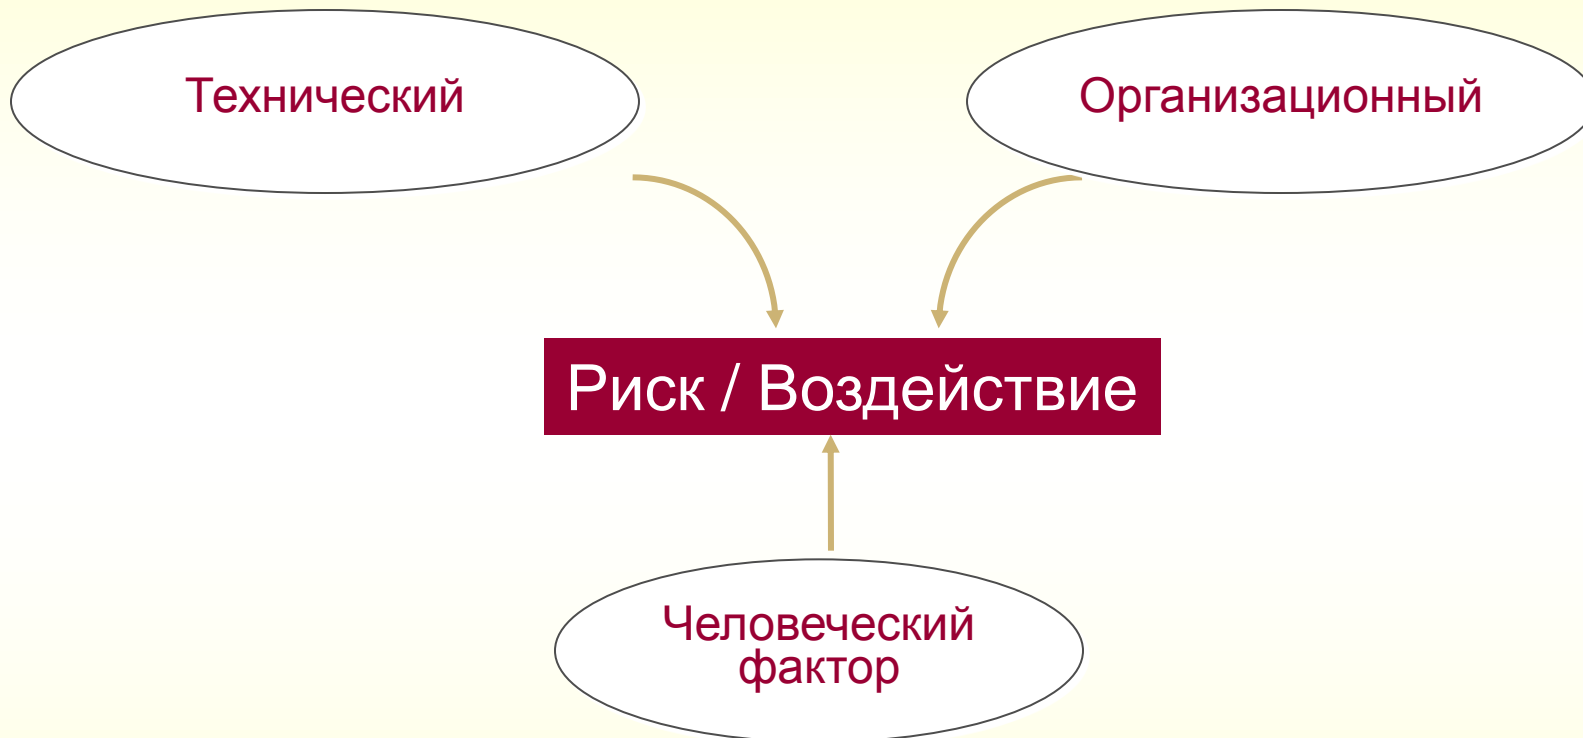 Технический
Организационный
Риск / Воздействие
Человеческий
фактор